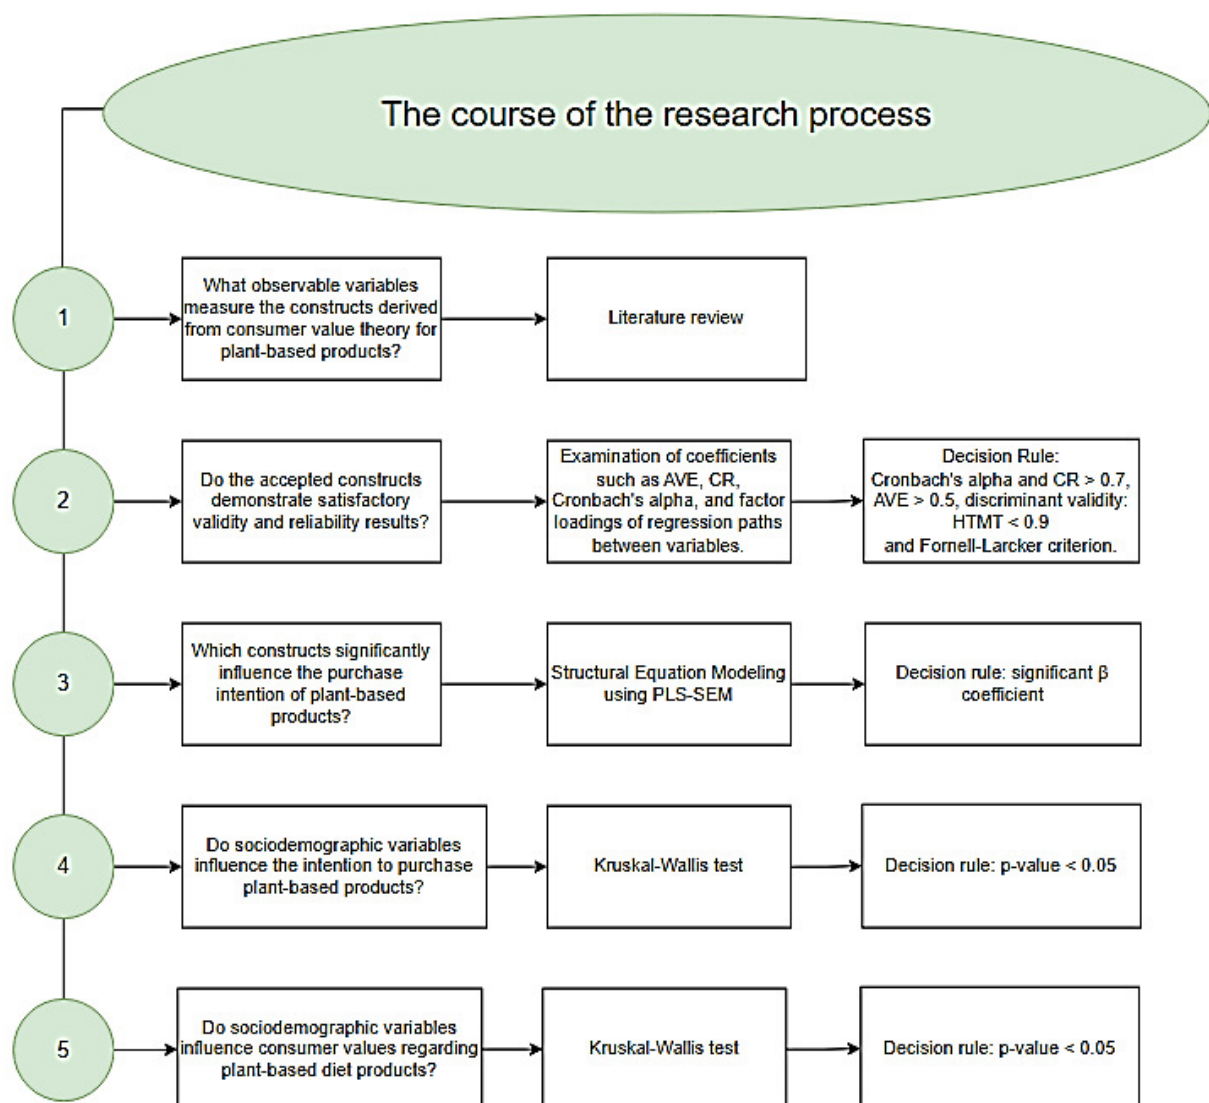 The course of the research process
1
What observable variables
measure the constructs derived
from consumer value theory for
plant-based products?
Literature review
2
Do the accepted constructs
demonstrate satisfactory
validity and reliability results?
Examination of coefficients
such as AVE, CR,
Cronbach's alpha, and factor
loadings of regression paths
between variables.
Decision Rule:
Cronbach's alpha and CR > 0.7,
AVE > 0.5, discriminant validity:
HTMT < 0.9
and Fornell-Larcker criterion.
3
Which constructs significantly
influence the purchase
intention of plant-based
products?
Structural Equation Modeling
using PLS-SEM
Decision rule: significant β
coefficient
4
Do sociodemographic variables
influence the intention to purchase
plant-based products?
Kruskal-Wallis test
Decision rule: p-value < 0.05
5
Do sociodemographic variables
influence consumer values regarding
plant-based diet products?
Kruskal-Wallis test
Decision rule: p-value < 0.05